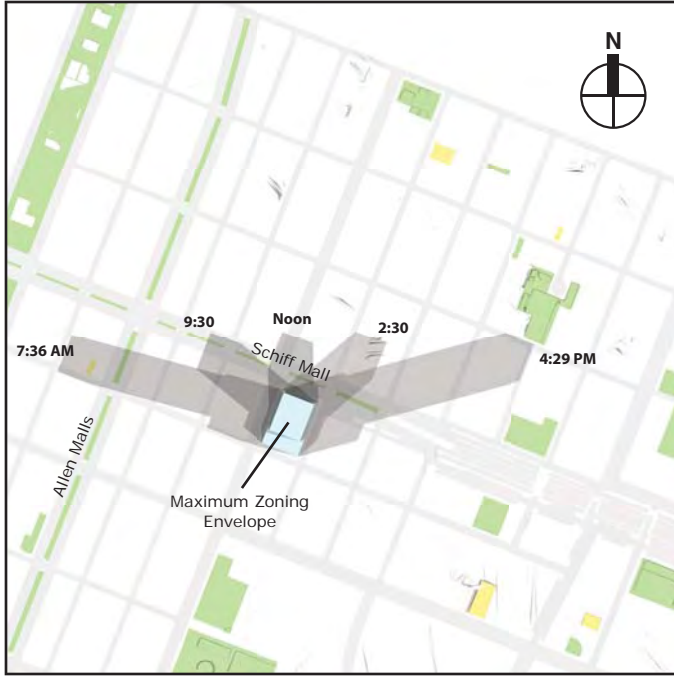 N
Noon
9:30
2:30
7:36 AM
Schiff Mall
4:29 PM
Allen Malls
Maximum Zoning
Envelope